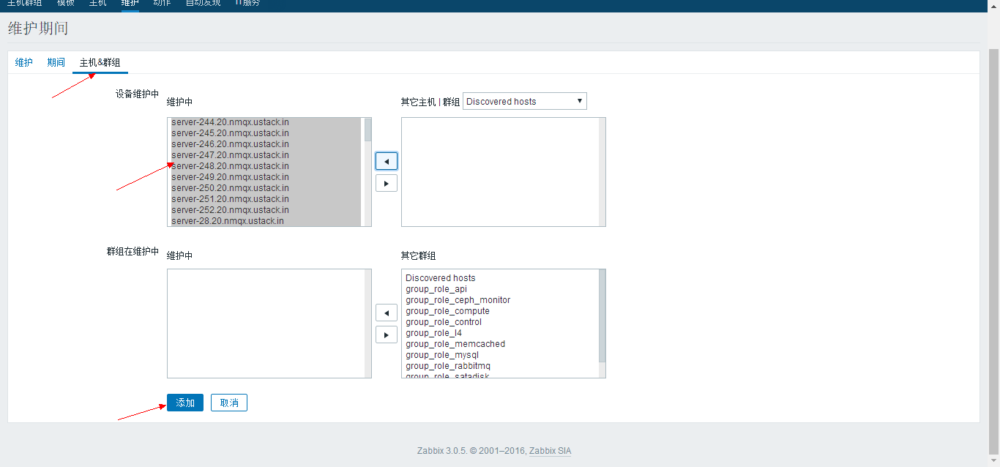 主机群组 模板 主机 维护 动作 自动发现 IT服务
维护期间
维护 期间 主机&群组
设备维护中
维护中
其它主机 | 群组 Discovered hosts
server-244.20.nmqx.ustack.in
server-245.20.nmqx.ustack.in
server-246.20.nmqx.ustack.in
server-247.20.nmqx.ustack.in
server-248.20.nmqx.ustack.in
server-249.20.nmqx.ustack.in
server-250.20.nmqx.ustack.in
server-251.20.nmqx.ustack.in
server-252.20.nmqx.ustack.in
server-28.20.nmqx.ustack.in
群组在维护中
维护中
其它群组
Discovered hosts
group_role_api
group_role_ceph_monitor
group_role_compute
group_role_control
group_role_l4
group_role_memcached
group_role_mysql
group_role_rabbitmq
group_role_satadisk
添加 取消
Zabbix 3.0.5. © 2001–2016, Zabbix SIA